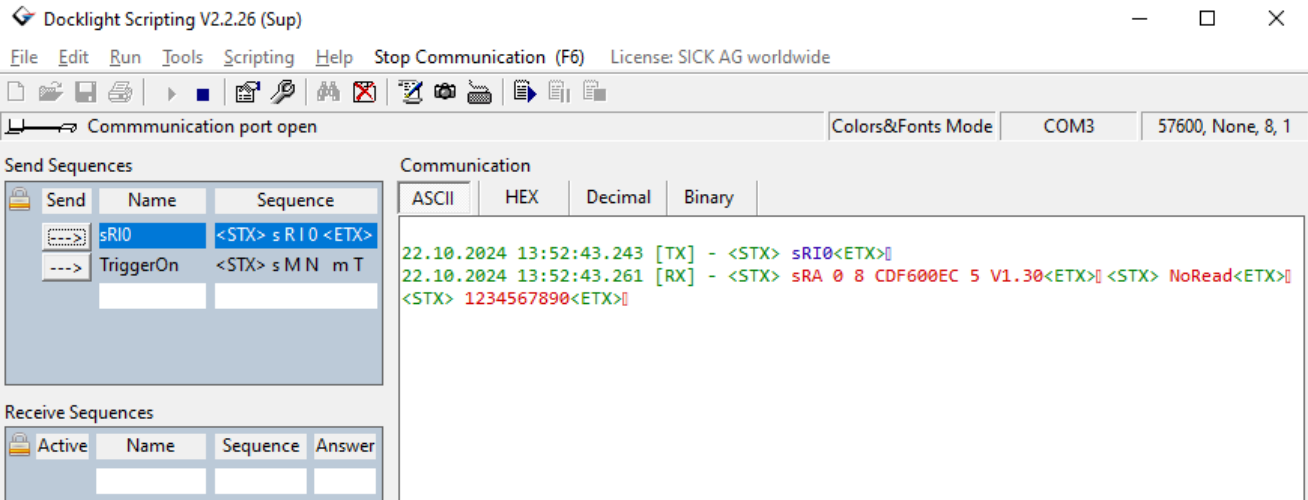 Docklight Scripting V2.2.26 (Sup)
File Edit Run Tools Scripting Help Stop Communication (F6) License: SICK AG worldwide
Commmunication port open Colors&Fonts Mode COM3 57600, None, 8, 1
Send Sequences
Send Name Sequence
---> sRI0 <STX> s R I 0 <ETX>
---> TriggerOn <STX> s M N m T
Receive Sequences
Active Name Sequence Answer
Communication
ASCII HEX Decimal Binary
22.10.2024 13:52:43.243 [TX] - <STX> sRI0<ETX>▯
22.10.2024 13:52:43.261 [RX] - <STX> sRA 0 8 CDF600EC 5 V1.30<ETX>▯<STX> NoRead<ETX>▯
<STX> 1234567890<ETX>▯